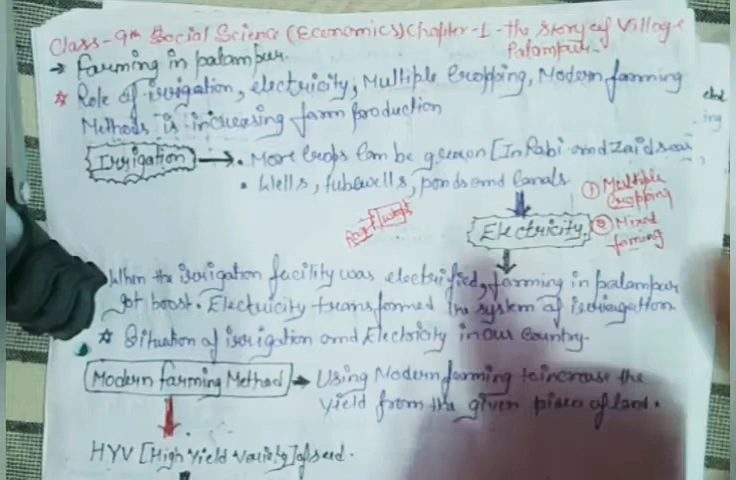 Class-9th Social Science (Economics) Chapter-1-the story of Village
Palampur-
→ Farming in palampur.
☆ Role of irrigation, electricity, Multiple Cropping, Modern farming
Methods is increasing farm production
Irrigation → • More Crops Can be grown [In Rabi and Zaid
• Wells, tubewells, ponds and Canals
① Multiple
Cropping
Electricity.
② Mixed
farming
When the irrigation facility was electrified, farming in palampur
got boost. Electricity transformed the system of irrigation
☆ Situation of irrigation and Electricity in our Country-
Modern farming Method → Using Modern farming to increase the
yield from the given piece of land.
HYV [High Yield Variety] of seed.